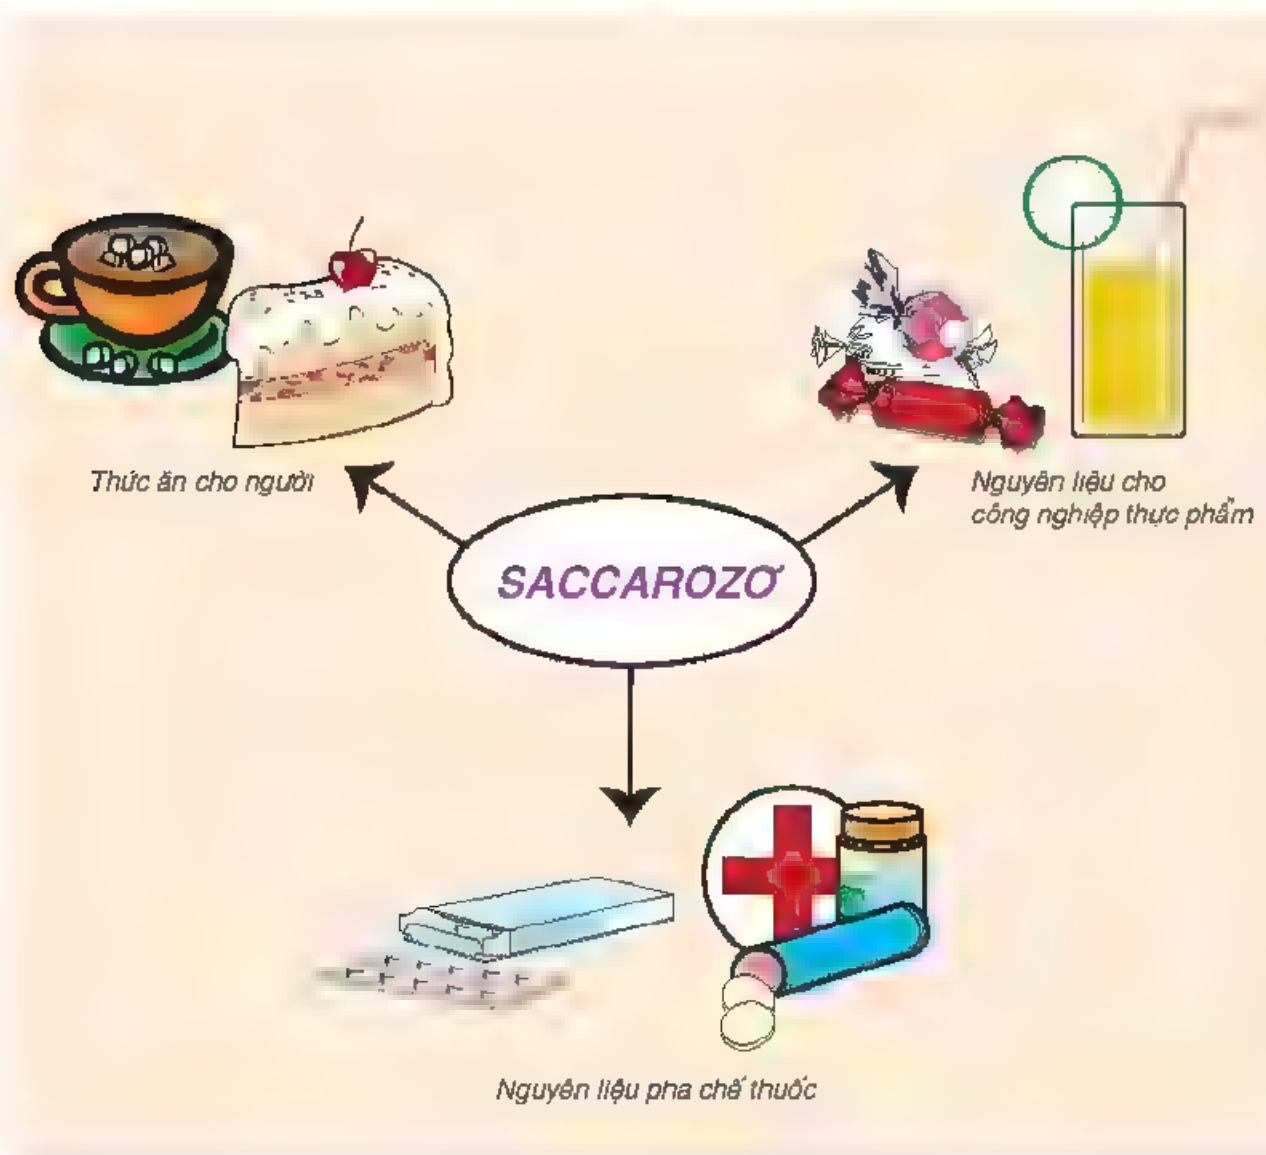 Thức ăn cho người
Nguyên liệu cho
công nghiệp thực phẩm
SACCAROZƠ
Nguyên liệu pha chế thuốc